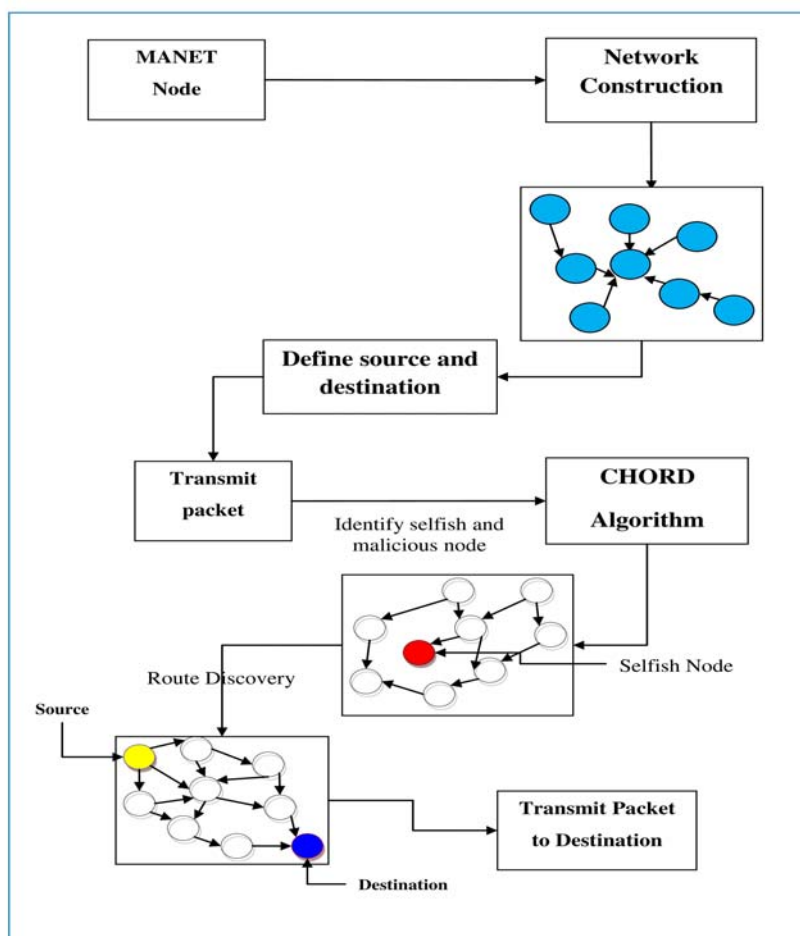 MANET
Node
Network
Construction
Define source and
destination
Transmit
packet
Identify selfish and
malicious node
CHORD
Algorithm
Selfish Node
Route Discovery
Source
Transmit Packet
to Destination
Destination